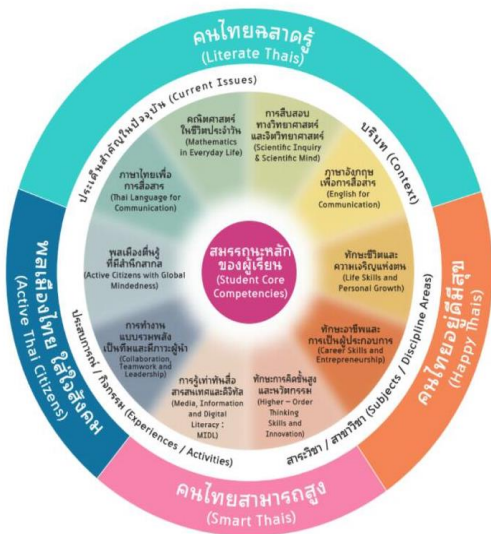 คนไทยฉลาดรู้
(Literate Thais)
ประเด็นสำคัญในปัจจุบัน (Current Issues)
บริบท (Context)
คณิตศาสตร์
ในชีวิตประจำวัน
(Mathematics
in Everyday Life)
การสืบสอบ
ทางวิทยาศาสตร์
และจิตวิทยาศาสตร์
(Scientific Inquiry
& Scientific Mind)
ภาษาไทยเพื่อ
การสื่อสาร
(Thai Language for
Communication)
ภาษาอังกฤษ
เพื่อการสื่อสาร
(English for
Communication)
พลเมืองตื่นรู้
ที่มีสำนึกสากล
(Active Citizens with Global
Mindedness)
สมรรถนะหลัก
ของผู้เรียน
(Student Core
Competencies)
ทักษะชีวิตและ
ความเจริญแห่งตน
(Life Skills and
Personal Growth)
การทำงาน
แบบรวมพลัง
เป็นทีมและมีภาวะผู้นำ
(Collaboration,
Teamwork and
Leadership)
ทักษะอาชีพและ
การเป็นผู้ประกอบการ
(Career Skills and
Entrepreneurship)
การรู้เท่าทันสื่อ
สารสนเทศและดิจิทัล
(Media, Information
and Digital
Literacy :
MIDL)
ทักษะการคิดขั้นสูง
และนวัตกรรม
(Higher – Order
Thinking
Skills and
Innovation)
ประสบการณ์ / กิจกรรม (Experiences / Activities)
สาระวิชา / สาขาวิชา (Subjects / Discipline Areas)
พลเมืองไทย ใส่ใจสังคม
(Active Thai Citizens)
คนไทยอยู่ดีมีสุข
(Happy Thais)
คนไทยสามารถสูง
(Smart Thais)